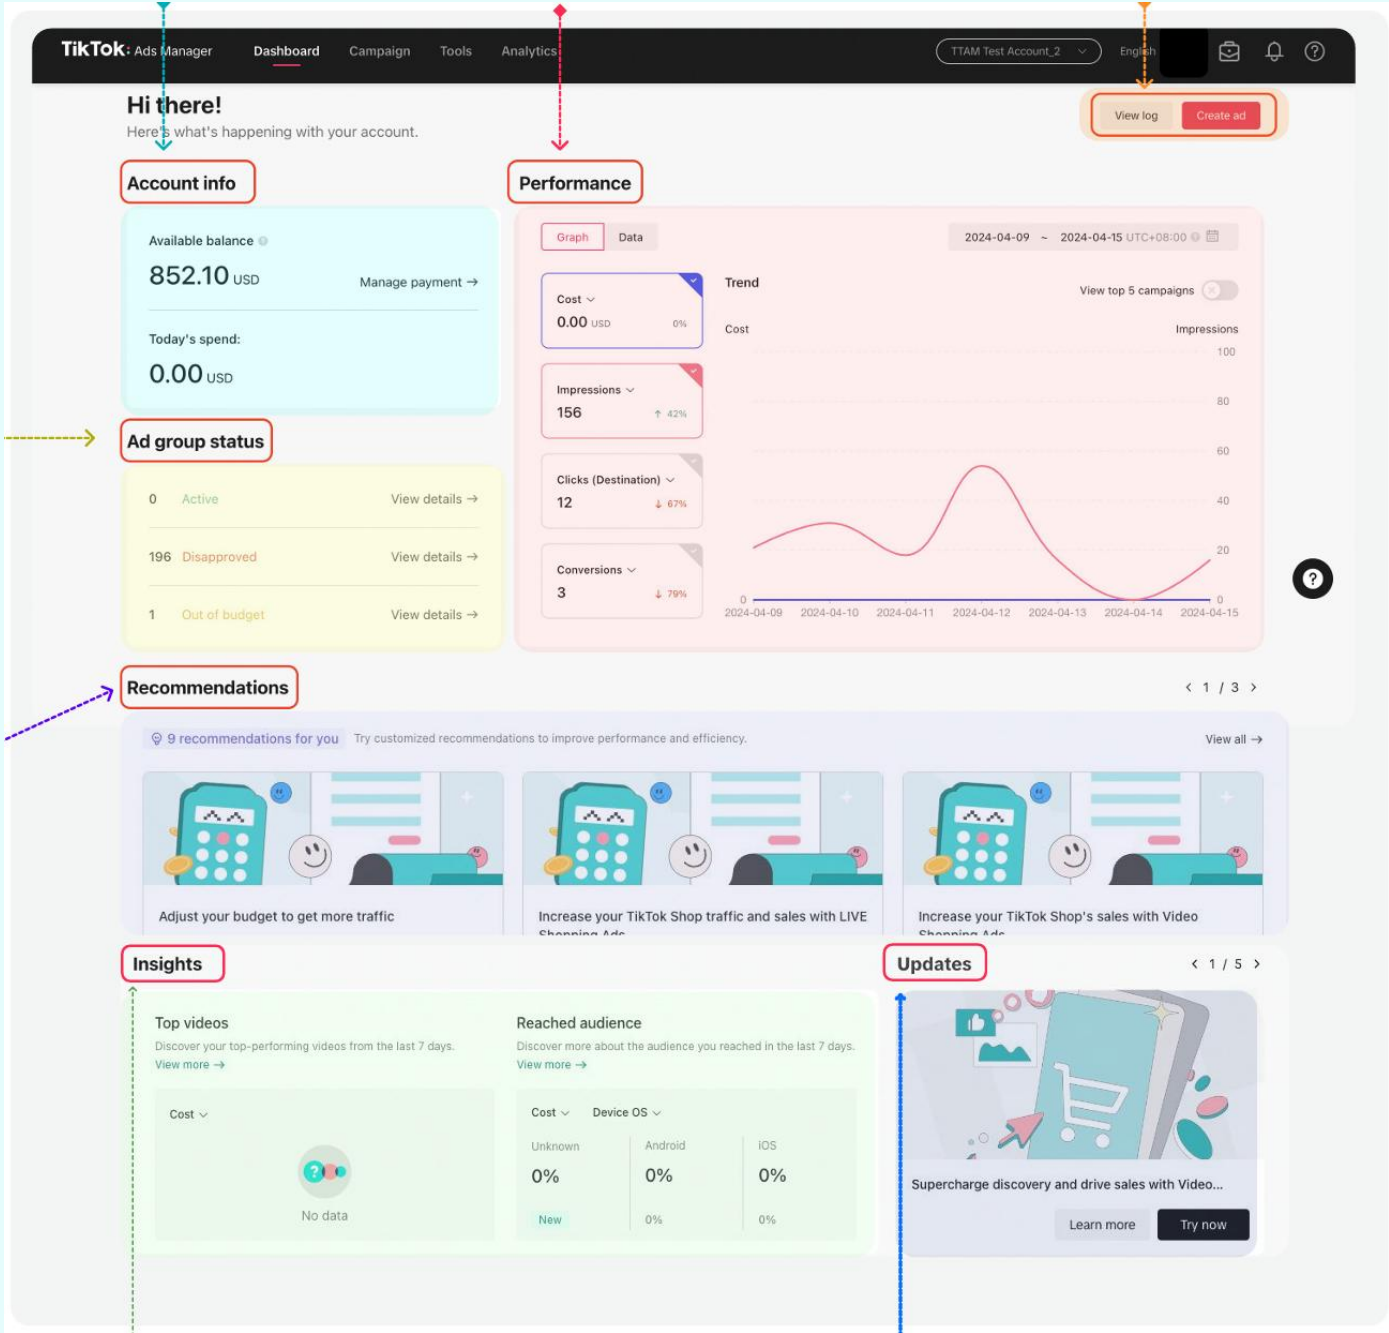 TikTok: Ads Manager Dashboard Campaign Tools Analytics TTAM Test Account_2 English
Hi there!
Here's what's happening with your account.
View log Create ad
Account info
Available balance
852.10 USD
Manage payment →
Today's spend:
0.00 USD
Ad group status
0 Active View details →
196 Disapproved View details →
1 Out of budget View details →
Performance
Graph Data
2024-04-09 ~ 2024-04-15 UTC+08:00
Cost
0.00 USD 0%
Impressions
156 ↑ 42%
Clicks (Destination)
12 ↓ 67%
Conversions
3 ↓ 79%
Trend
View top 5 campaigns
Cost Impressions
100
80
60
40
20
0 0
2024-04-09 2024-04-10 2024-04-11 2024-04-12 2024-04-13 2024-04-14 2024-04-15
Recommendations
< 1 / 3 >
9 recommendations for you Try customized recommendations to improve performance and efficiency.
View all →
Adjust your budget to get more traffic
Increase your TikTok Shop traffic and sales with LIVE
Shopping Ads
Increase your TikTok Shop's sales with Video
Shopping Ads
Insights
Top videos
Discover your top-performing videos from the last 7 days.
View more →
Cost
No data
Reached audience
Discover more about the audience you reached in the last 7 days.
View more →
Cost Device OS
Unknown Android iOS
0% 0% 0%
New 0% 0%
Updates
< 1 / 5 >
Supercharge discovery and drive sales with Video...
Learn more Try now